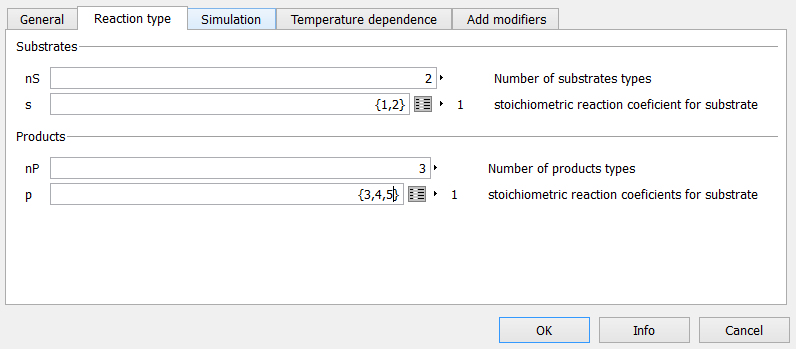 General Reaction type Simulation Temperature dependence Add modifiers
Substrates
nS 2 Number of substrates types
s {1,2} 1 stoichiometric reaction coeficient for substrate
Products
nP 3 Number of products types
p {3,4,5} 1 stoichiometric reaction coeficients for substrate
OK Info Cancel